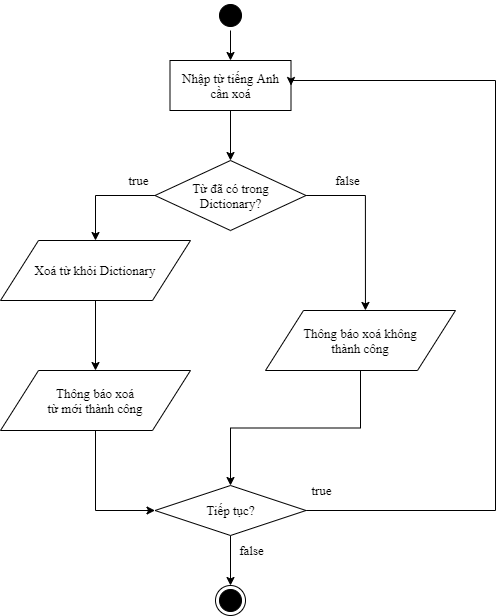 Nhập từ tiếng Anh
cần xoá
true
Từ đã có trong
Dictionary?
false
Xoá từ khỏi Dictionary
Thông báo xoá không
thành công
Thông báo xoá
từ mới thành công
Tiếp tục?
true
false